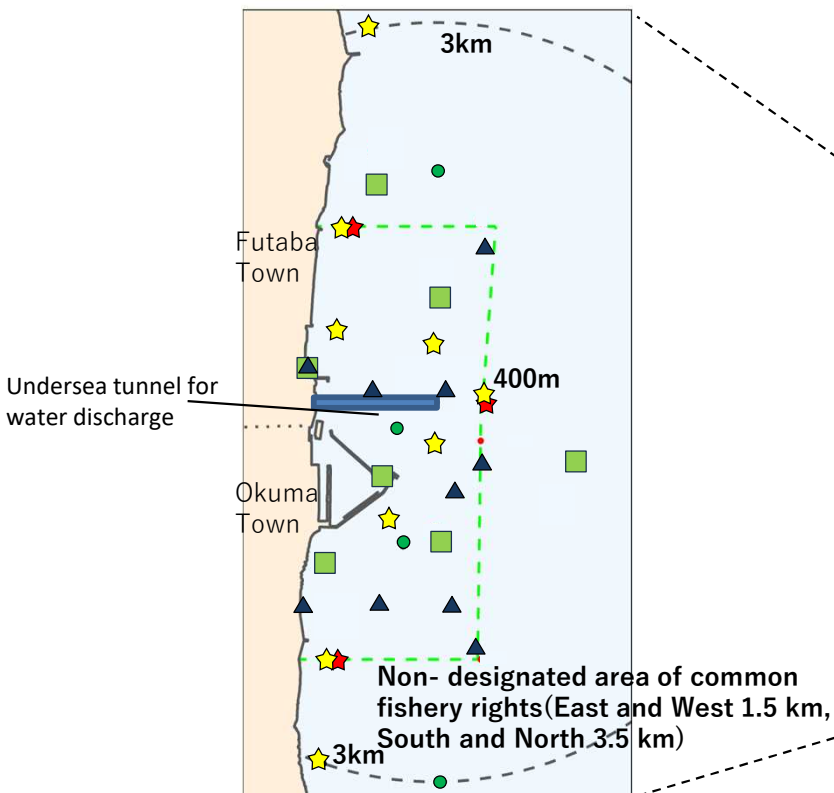 3km
Futaba
Town
400m
Undersea tunnel for
water discharge
Okuma
Town
Non- designated area of common
fishery rights(East and West 1.5 km,
South and North 3.5 km)
3km